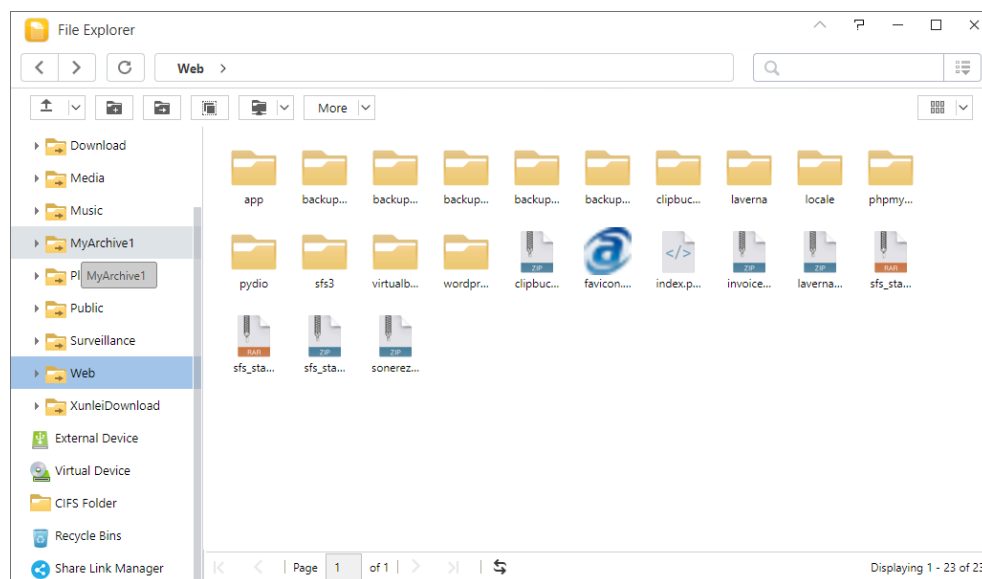 File Explorer
Web
More
Download
Media
Music
MyArchive1
Pl
MyArchive1
Public
Surveillance
Web
XunleiDownload
External Device
Virtual Device
CIFS Folder
Recycle Bins
Share Link Manager
app backup... backup... backup... backup... backup... clipbuc... laverna locale phpmy...
ZIP </> ZIP ZIP RAR
pydio sfs3 virtualb... wordpr... clipbuc... favicon.... index.p... invoice... laverna... sfs_sta...
RAR ZIP ZIP
sfs_sta... sfs_sta... sonerez...
Page 1 of 1
Displaying 1 - 23 of 23